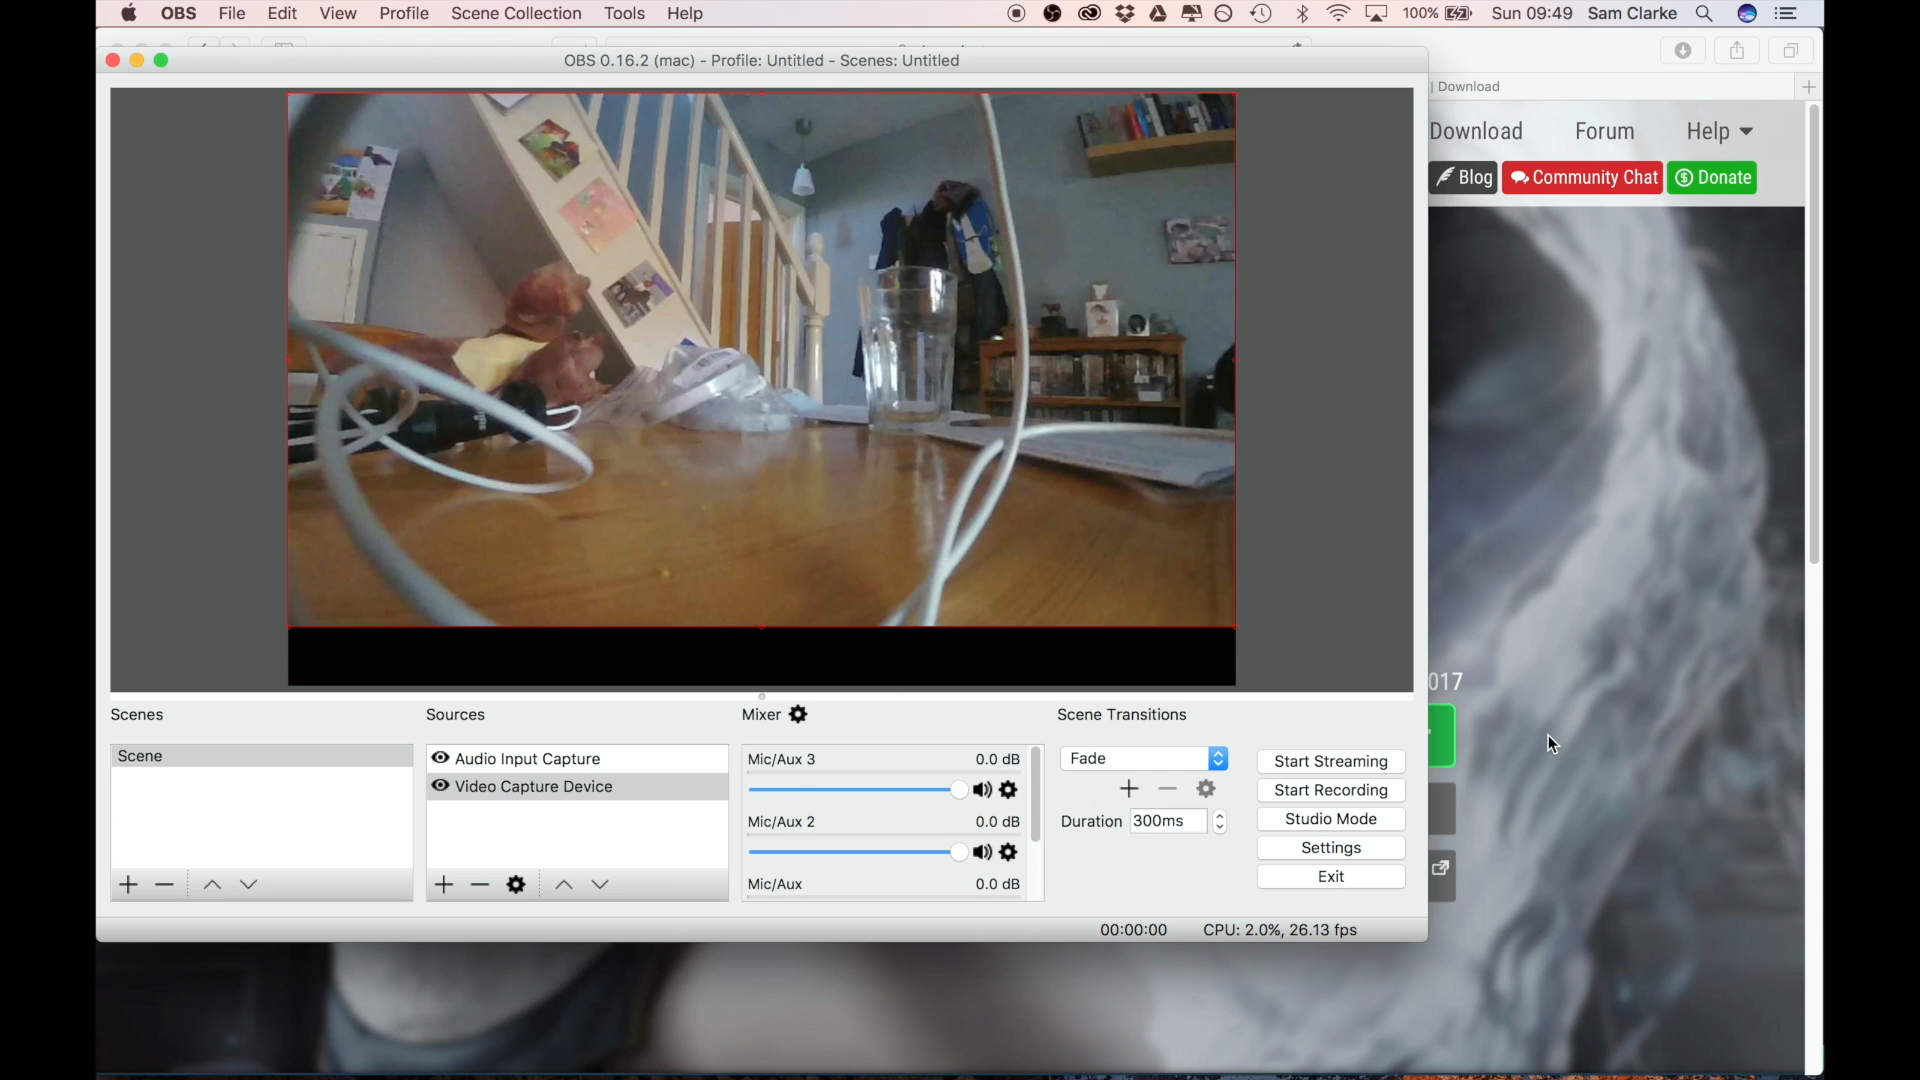 OBS File Edit View Profile Scene Collection Tools Help 100% Sun 09:49 Sam Clarke
OBS 0.16.2 (mac) - Profile: Untitled - Scenes: Untitled
| Download
Download Forum Help
Blog Community Chat Donate
017
Scenes Sources Mixer Scene Transitions
Scene
Audio Input Capture
Video Capture Device
Mic/Aux 3 0.0 dB
Mic/Aux 2 0.0 dB
Mic/Aux 0.0 dB
Fade
Duration 300ms
Start Streaming
Start Recording
Studio Mode
Settings
Exit
00:00:00 CPU: 2.0%, 26.13 fps